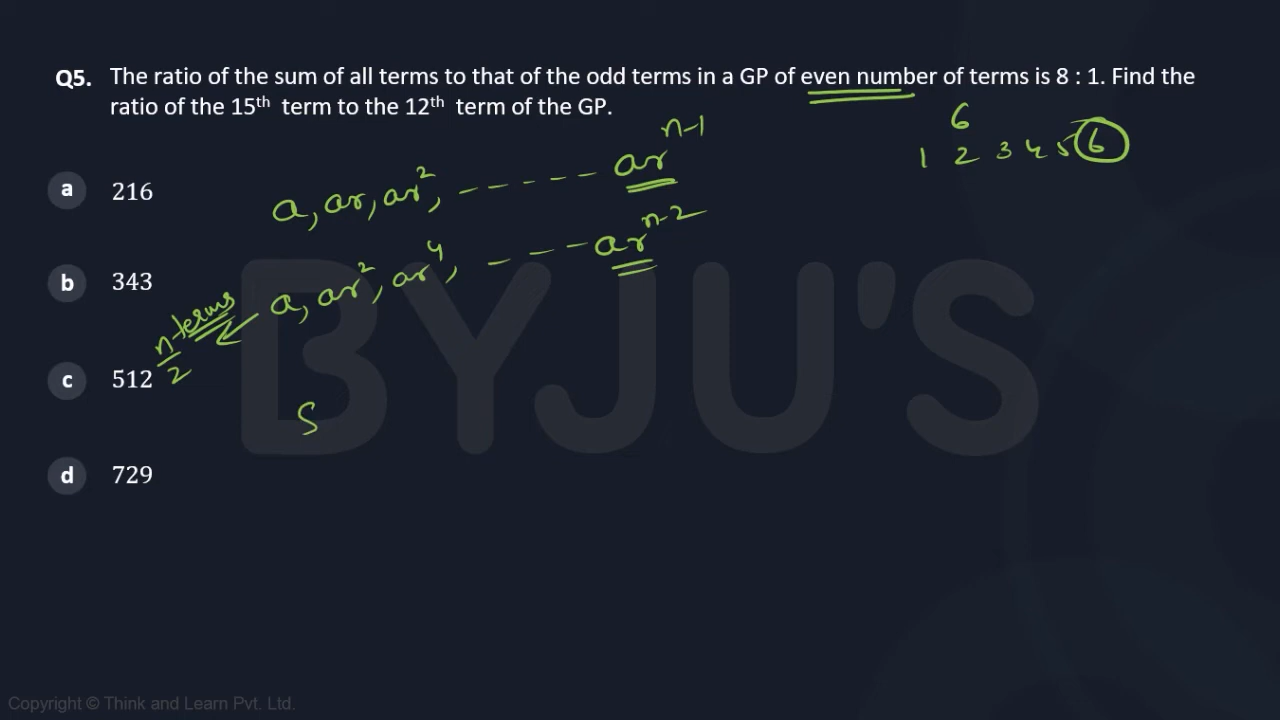 Q5. The ratio of the sum of all terms to that of the odd terms in a GP of even number of terms is 8 : 1. Find the
ratio of the 15th term to the 12th term of the GP.
6
1 2 3 4 5 6
a, ar, ar², ------ ar^(n-1)
a 216
a, ar², ar⁴, ---- ar^(n-2)
b 343
n/2 terms
c 512
S
d 729
BYJU'S
Copyright © Think and Learn Pvt. Ltd.